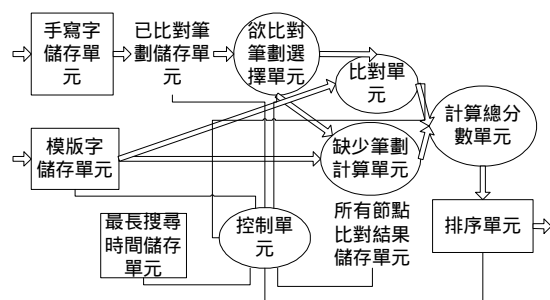 手寫字
儲存單
元
已比對筆
劃儲存單
元
欲比對
筆劃選
擇單元
比對單
元
計算總分
數單元
模版字
儲存單元
缺少筆劃
計算單元
最長搜尋
時間儲存
單元
控制單
元
所有節點
比對結果
儲存單元
排序單元